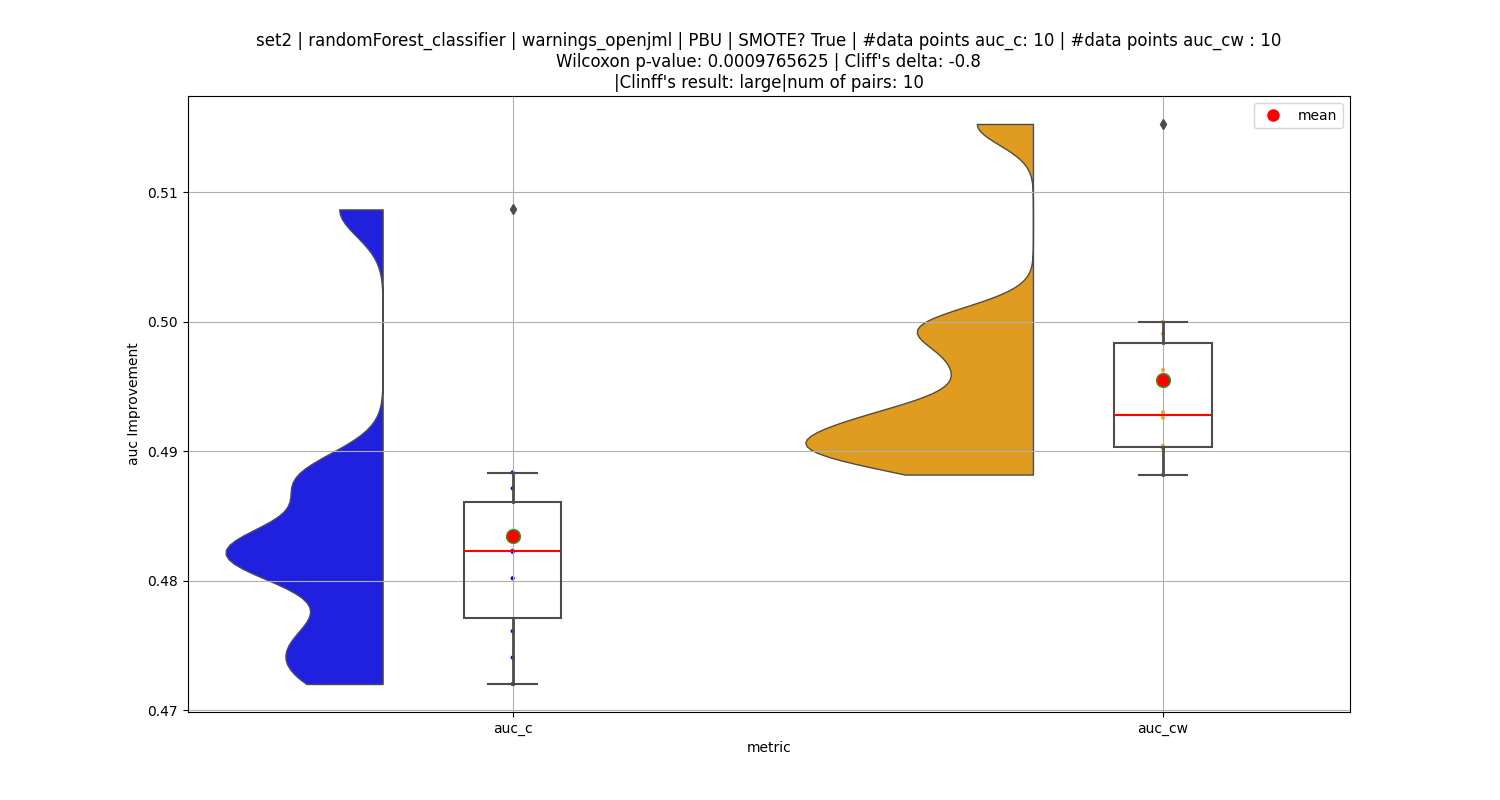 set2 | randomForest_classifier | warnings_openjml | PBU | SMOTE? True | #data points auc_c: 10 | #data points auc_cw : 10
Wilcoxon p-value: 0.0009765625 | Cliff's delta: -0.8
|Clinff's result: large|num of pairs: 10
mean
0.51
0.50
0.49
0.48
0.47
auc Improvement
auc_c
auc_cw
metric